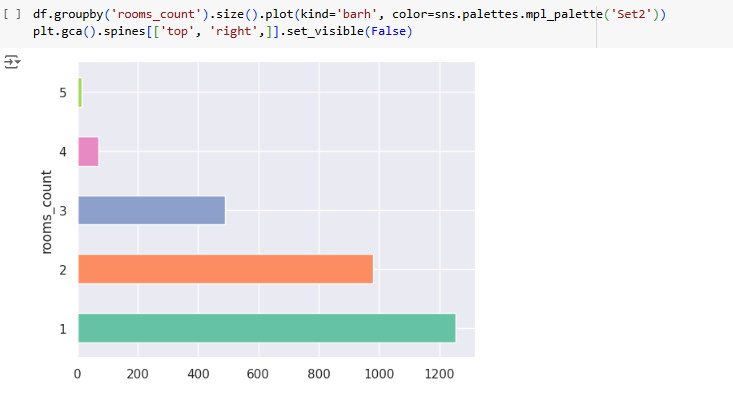 [ ] df.groupby('rooms_count').size().plot(kind='barh', color=sns.palettes.mpl_palette('Set2'))
plt.gca().spines[['top', 'right',]].set_visible(False)
5
4
rooms_count
3
2
1
0 200 400 600 800 1000 1200